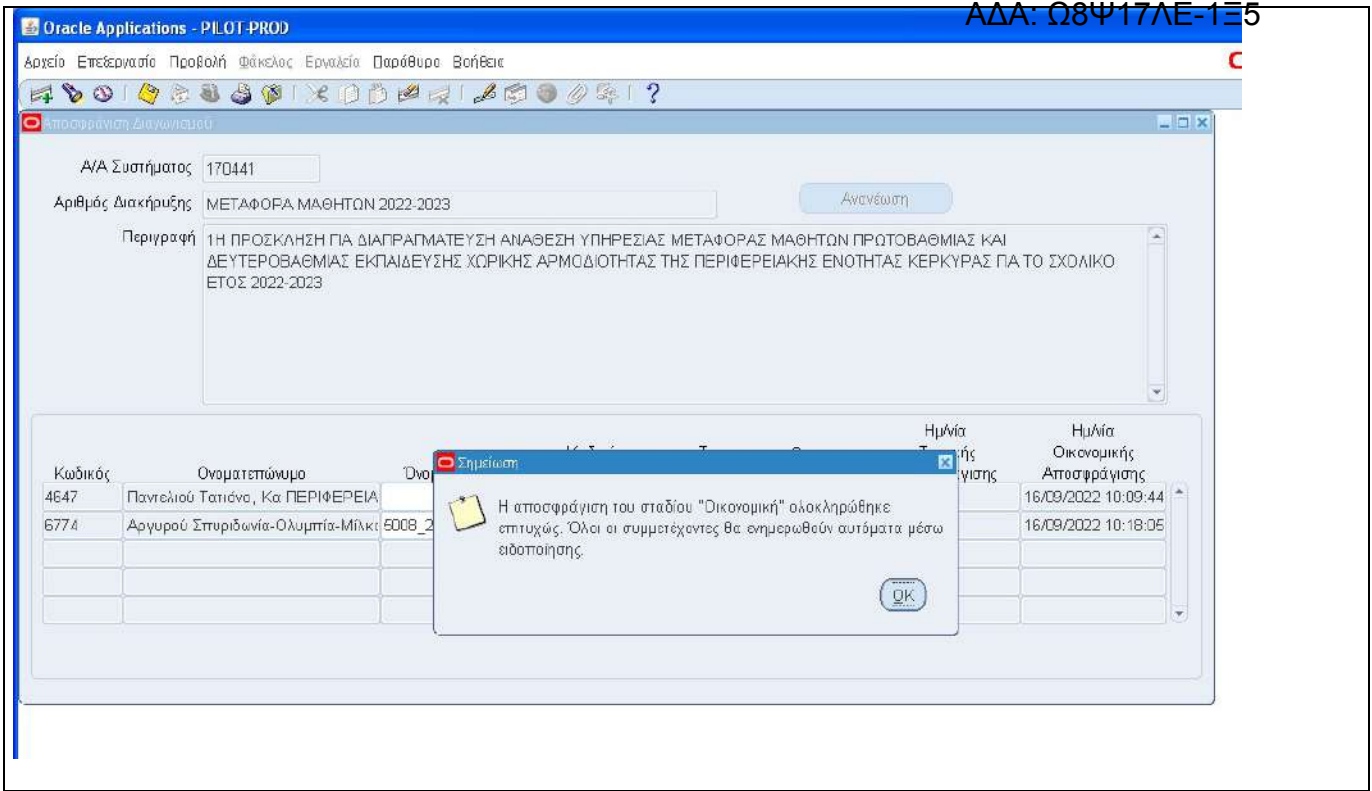 ΑΔΑ: Ω8Ψ17ΛΕ-1Ξ5
Oracle Applications - PILOT-PROD
Αρχείο Επεξεργασία Προβολή Φάκελος Εργαλεία Παράθυρο Βοήθεια
Αποσφράγιση Διαγωνισμού
Α/Α Συστήματος 170441
Αριθμός Διακήρυξης ΜΕΤΑΦΟΡΑ ΜΑΘΗΤΩΝ 2022-2023
Ανανέωση
Περιγραφή 1Η ΠΡΟΣΚΛΗΣΗ ΓΙΑ ΔΙΑΠΡΑΓΜΑΤΕΥΣΗ ΑΝΑΘΕΣΗ ΥΠΗΡΕΣΙΑΣ ΜΕΤΑΦΟΡΑΣ ΜΑΘΗΤΩΝ ΠΡΩΤΟΒΑΘΜΙΑΣ ΚΑΙ
ΔΕΥΤΕΡΟΒΑΘΜΙΑΣ ΕΚΠΑΙΔΕΥΣΗΣ ΧΩΡΙΚΗΣ ΑΡΜΟΔΙΟΤΗΤΑΣ ΤΗΣ ΠΕΡΙΦΕΡΕΙΑΚΗΣ ΕΝΟΤΗΤΑΣ ΚΕΡΚΥΡΑΣ ΓΙΑ ΤΟ ΣΧΟΛΙΚΟ
ΕΤΟΣ 2022-2023
Ημ/νία Ημ/νία
Οικονομικής
Κωδικός Ονοματεπώνυμο Αποσφράγισης
4647 Παντελιού Τατιάνα, Κα ΠΕΡΙΦΕΡΕΙΑ 16/09/2022 10:09:44
6774 Αργυρού Σπυριδωνία-Ολυμπία-Μίλκα 5008_2 16/09/2022 10:18:05
Σημείωση
Η αποσφράγιση του σταδίου "Οικονομική" ολοκληρώθηκε
επιτυχώς. Όλοι οι συμμετέχοντες θα ενημερωθούν αυτόματα μέσω
ειδοποίησης.
OK